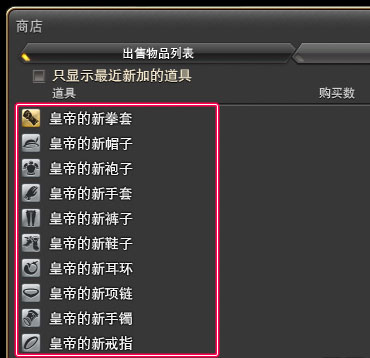 商店
出售物品列表
只显示最近新加的道具
道具 购买数
皇帝的新拳套
皇帝的新帽子
皇帝的新袍子
皇帝的新手套
皇帝的新裤子
皇帝的新鞋子
皇帝的新耳环
皇帝的新项链
皇帝的新手镯
皇帝的新戒指